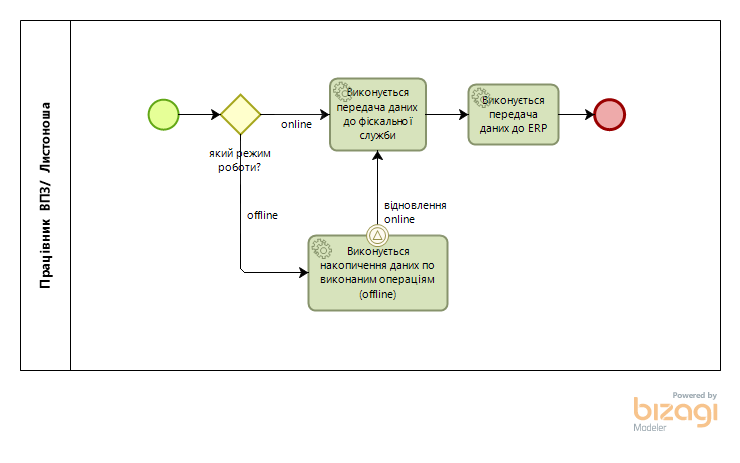 Працівник ВПЗ/ Листоноша
який режим
роботи?
online
offline
Виконується
передача даних
до фіскальної
служби
Виконується
передача
даних до ERP
відновлення
online
Виконується
накопичення даних по
виконаним операціям
(offline)
Powered by
bizagi
Modeler